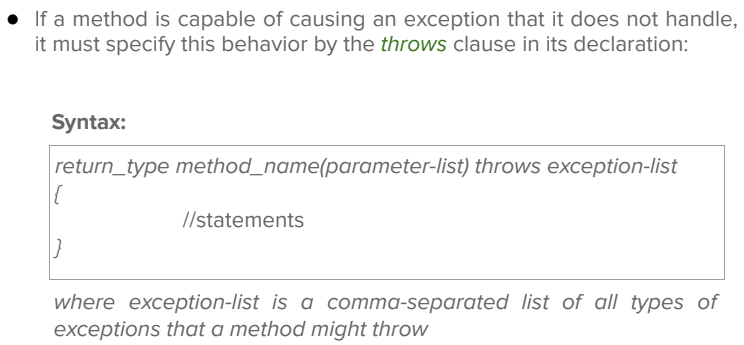 ● If a method is capable of causing an exception that it does not handle,
it must specify this behavior by the throws clause in its declaration:
Syntax:
return_type method_name(parameter-list) throws exception-list
{
//statements
}
where exception-list is a comma-separated list of all types of
exceptions that a method might throw